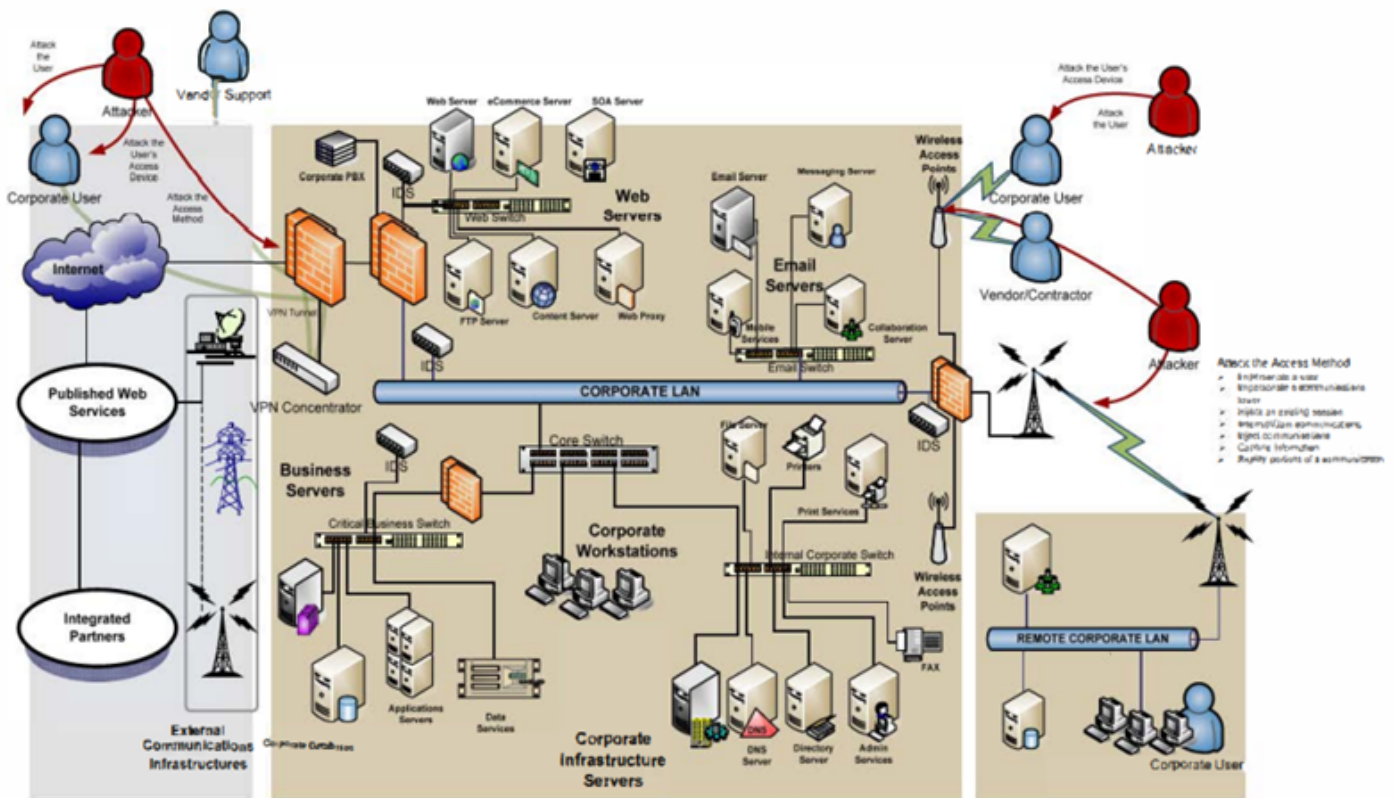 Attack
the
User
Attacker
Vendor Support
Corporate User
Attack the
User's
Access
Device
Attack the
Access
Method
Internet
VPN Tunnel
VPN Concentrator
Published Web
Services
Integrated
Partners
External
Communications
Infrastructures
Corporate PBX
IDS
Web Server
eCommerce Server
SOA Server
Web Switch
Web
Servers
FTP Server
Content Server
Web Proxy
IDS
Email Server
Messaging Server
Email
Servers
Mobile
Services
Collaboration
Server
Email Switch
Wireless
Access
Points
CORPORATE LAN
IDS
Core Switch
Business
Servers
IDS
Critical Business Switch
Corporate
Workstations
File Server
Printers
Print Services
Internal Corporate Switch
Wireless
Access
Points
FAX
Applications
Servers
Data
Services
Corporate
Infrastructure
Servers
DNS
DNS
Server
Directory
Server
Admin
Services
Attack the User's
Access Device
Attack
the User
Attacker
Corporate User
Vendor/Contractor
Attacker
Attack the Access Method
REMOTE CORPORATE LAN
Corporate User